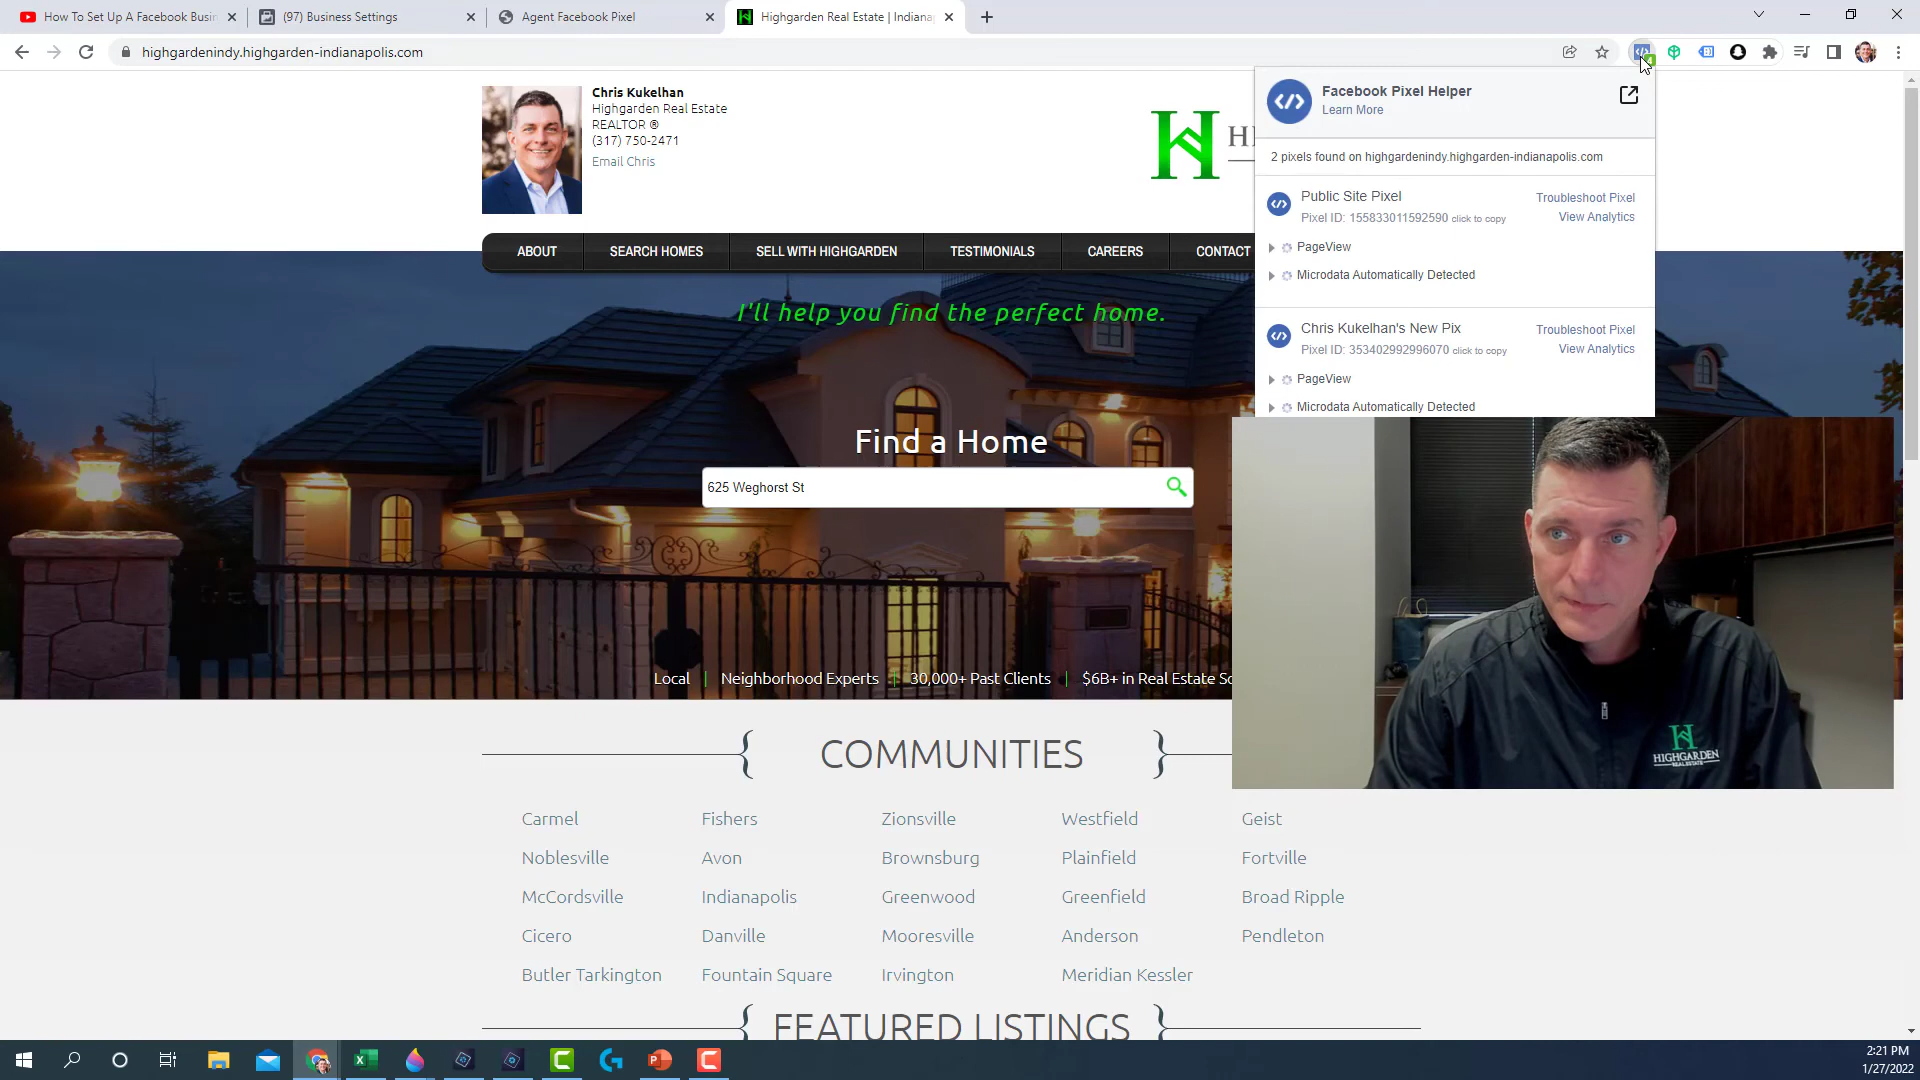 How To Set Up A Facebook Busin
(97) Business Settings
Agent Facebook Pixel
Highgarden Real Estate | Indiana
highgardenindy.highgarden-indianapolis.com
Chris Kukelhan
Highgarden Real Estate
REALTOR ®
(317) 750-2471
Email Chris
ABOUT
SEARCH HOMES
SELL WITH HIGHGARDEN
TESTIMONIALS
CAREERS
CONTACT
Facebook Pixel Helper
Learn More
2 pixels found on highgardenindy.highgarden-indianapolis.com
Public Site Pixel
Troubleshoot Pixel
Pixel ID: 155833011592590 click to copy
View Analytics
PageView
Microdata Automatically Detected
Chris Kukelhan's New Pix
Troubleshoot Pixel
Pixel ID: 353402992996070 click to copy
View Analytics
PageView
Microdata Automatically Detected
I'll help you find the perfect home.
Find a Home
625 Weghorst St
Local | Neighborhood Experts | 30,000+ Past Clients | $6B+ in Real Estate So
HIGHGARDEN
REAL ESTATE
COMMUNITIES
Carmel Fishers Zionsville Westfield Geist
Noblesville Avon Brownsburg Plainfield Fortville
McCordsville Indianapolis Greenwood Greenfield Broad Ripple
Cicero Danville Mooresville Anderson Pendleton
Butler Tarkington Fountain Square Irvington Meridian Kessler
FEATURED LISTINGS
2:21 PM
1/27/2022